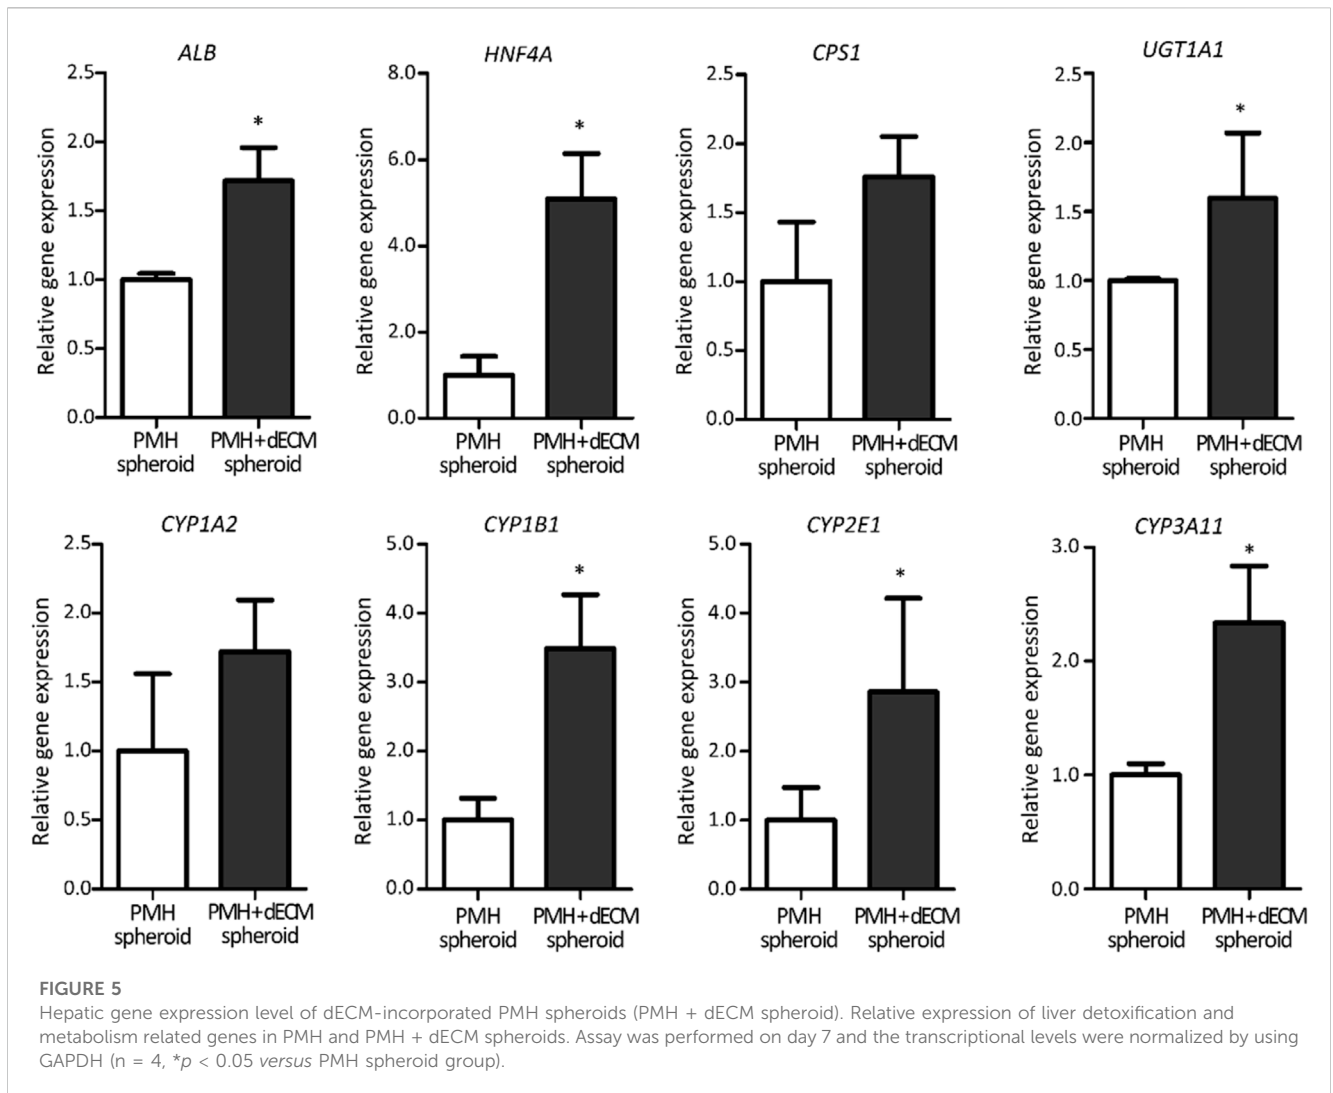 ALB
HNF4A
CPS1
UGT1A1
Relative gene expression
2.5
2.0
1.5
1.0
0.5
0.0
*
PMH
spheroid
PMH+dECM
spheroid
Relative gene expression
8.0
6.0
4.0
2.0
0.0
*
PMH
spheroid
PMH+dECM
spheroid
Relative gene expression
2.5
2.0
1.5
1.0
0.5
0.0
PMH
spheroid
PMH+dECM
spheroid
Relative gene expression
2.5
2.0
1.5
1.0
0.5
0.0
*
PMH
spheroid
PMH+dECM
spheroid
CYP1A2
CYP1B1
CYP2E1
CYP3A11
Relative gene expression
2.5
2.0
1.5
1.0
0.5
0.0
PMH
spheroid
PMH+dECM
spheroid
Relative gene expression
5.0
4.0
3.0
2.0
1.0
0.0
*
PMH
spheroid
PMH+dECM
spheroid
Relative gene expression
5.0
4.0
3.0
2.0
1.0
0.0
*
PMH
spheroid
PMH+dECM
spheroid
Relative gene expression
3.0
2.0
1.0
0.0
*
PMH
spheroid
PMH+dECM
spheroid
FIGURE 5
Hepatic gene expression level of dECM-incorporated PMH spheroids (PMH + dECM spheroid). Relative expression of liver detoxification and
metabolism related genes in PMH and PMH + dECM spheroids. Assay was performed on day 7 and the transcriptional levels were normalized by using
GAPDH (n = 4, *p < 0.05 versus PMH spheroid group).